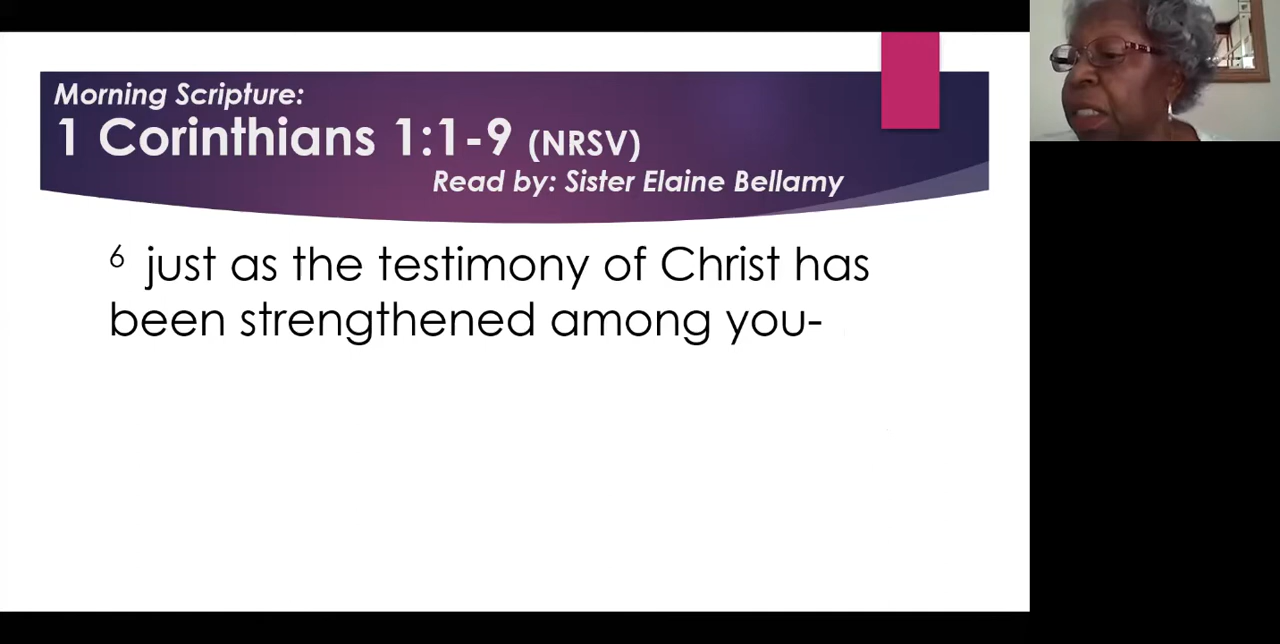 Morning Scripture:
1 Corinthians 1:1-9 (NRSV)
Read by: Sister Elaine Bellamy
6 just as the testimony of Christ has
been strengthened among you-